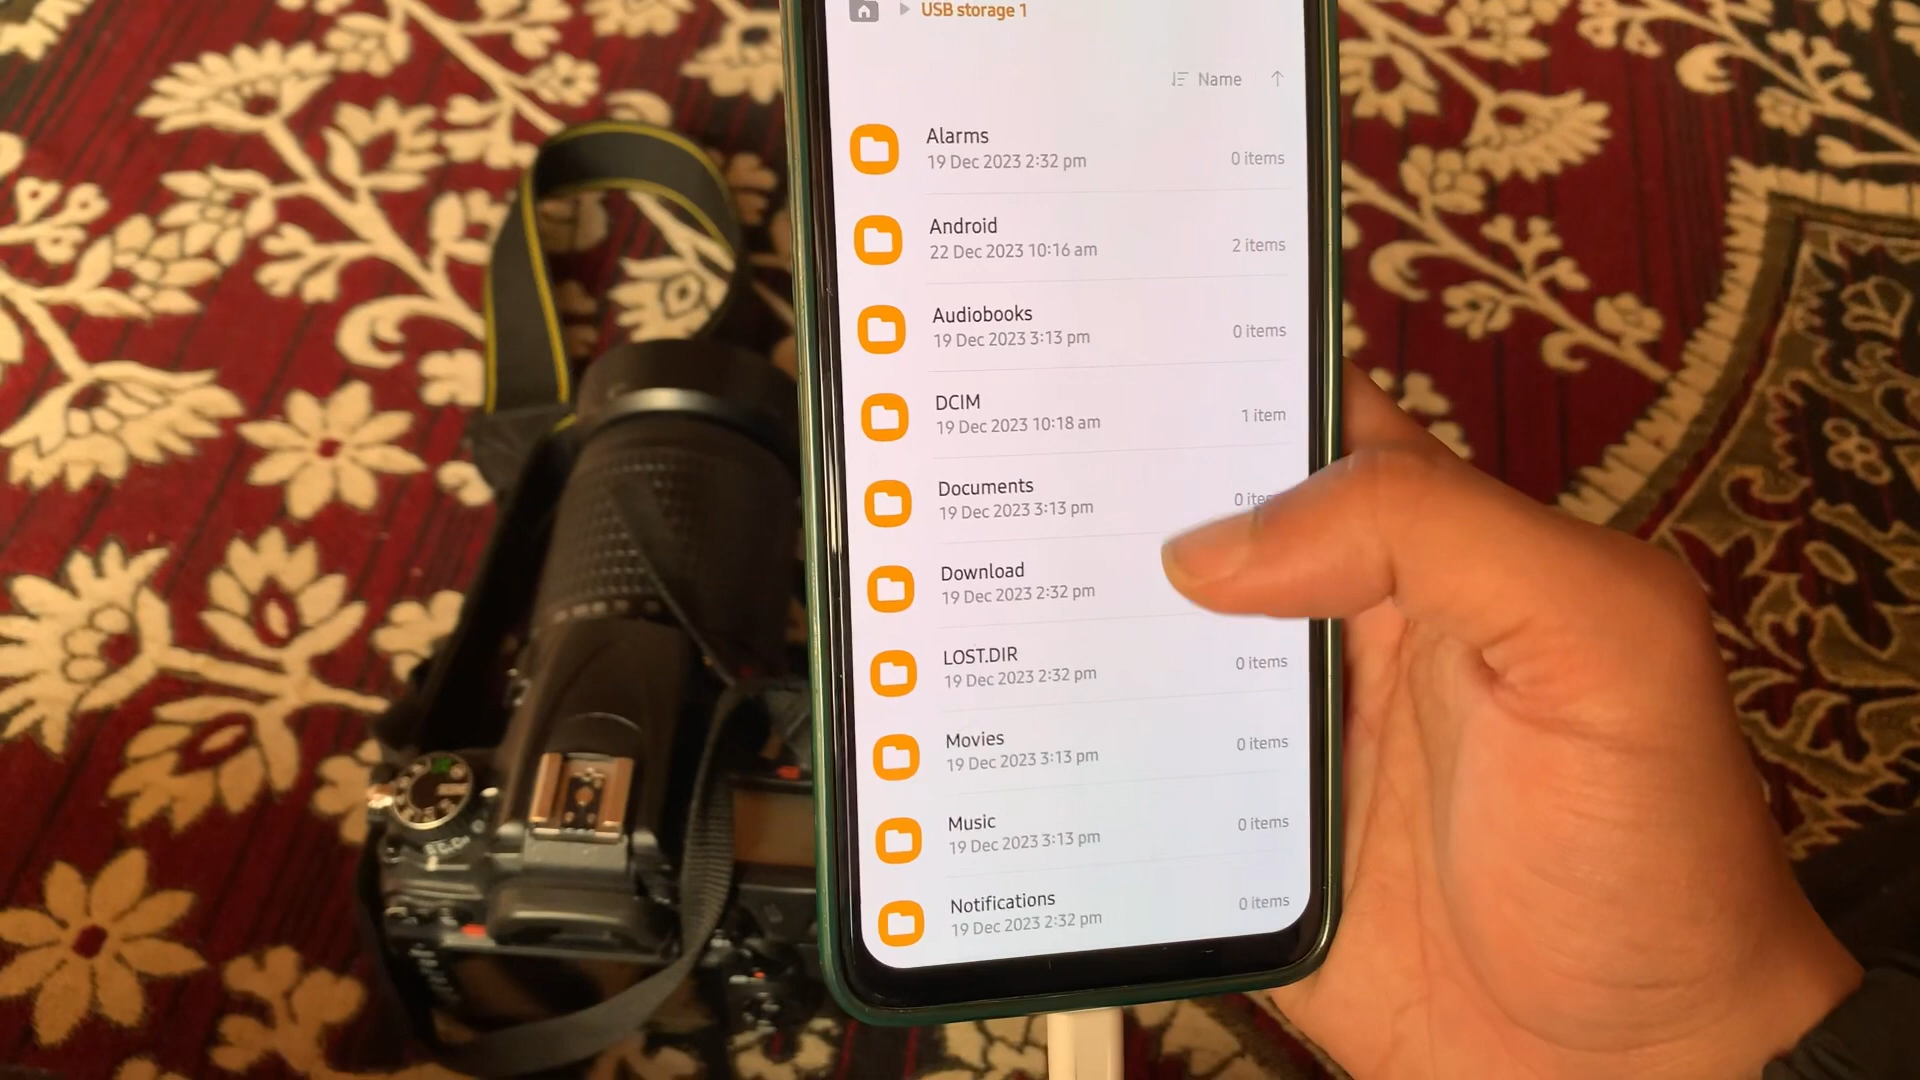 USB storage 1
Name
Alarms
19 Dec 2023 2:32 pm
0 items
Android
22 Dec 2023 10:16 am
2 items
Audiobooks
19 Dec 2023 3:13 pm
0 items
DCIM
19 Dec 2023 10:18 am
1 item
Documents
19 Dec 2023 3:13 pm
0
Download
19 Dec 2023 2:32 pm
LOST.DIR
19 Dec 2023 2:32 pm
0 items
Movies
19 Dec 2023 3:13 pm
0 items
Music
19 Dec 2023 3:13 pm
0 items
Notifications
19 Dec 2023 2:32 pm
0 items